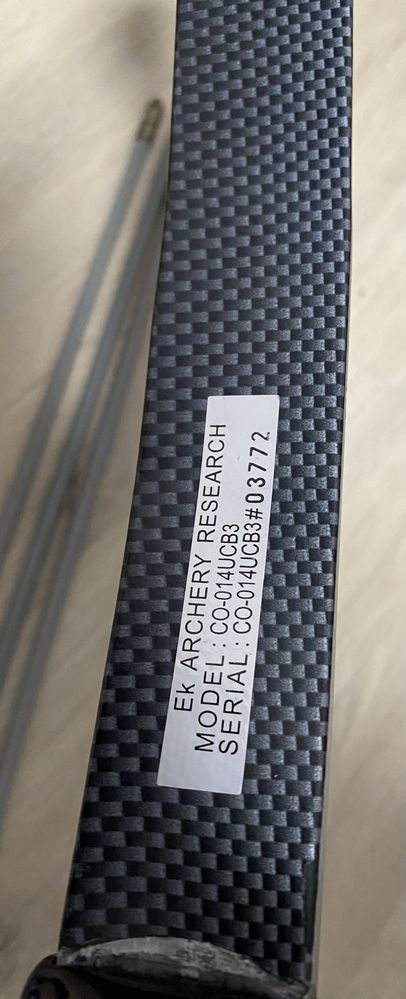 Ek ARCHERY RESEARCH
MODEL : CO-014UCB3
SERIAL : CO-014UCB3#03772